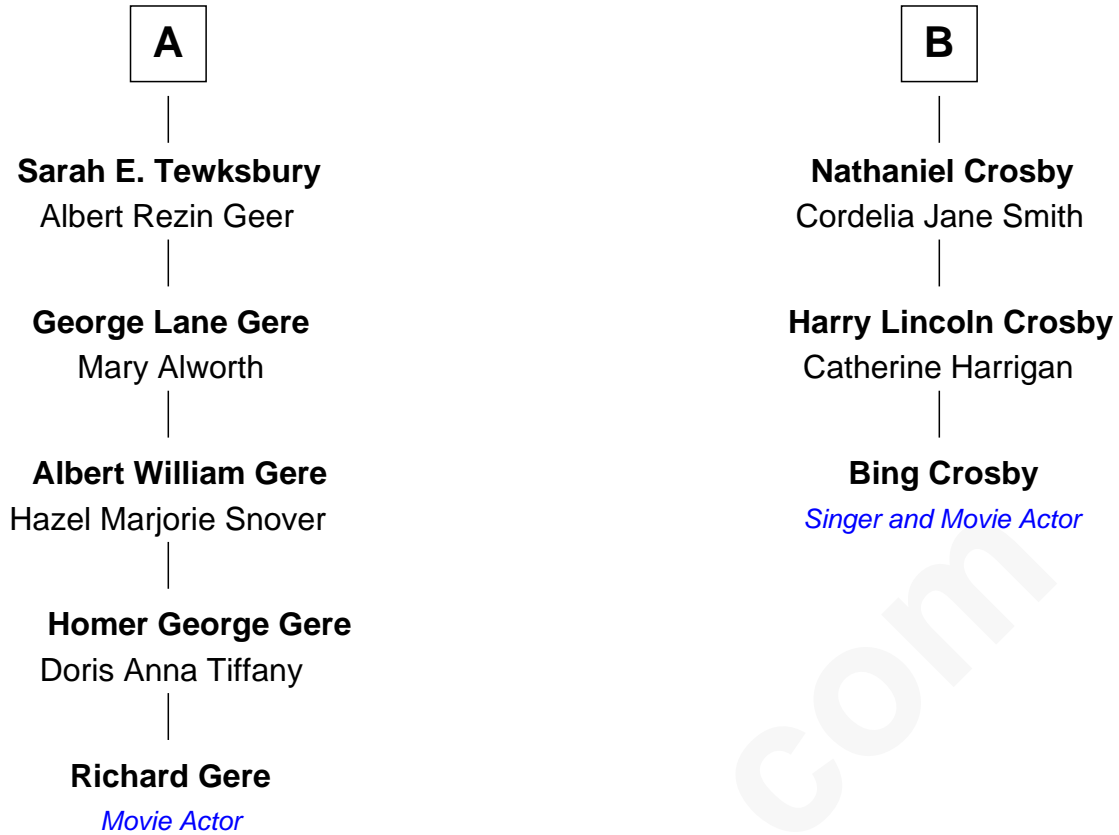 A
Sarah E. Tewksbury
Albert Rezin Geer
George Lane Gere
Mary Alworth
Albert William Gere
Hazel Marjorie Snover
Homer George Gere
Doris Anna Tiffany
Richard Gere
Movie Actor
B
Nathaniel Crosby
Cordelia Jane Smith
Harry Lincoln Crosby
Catherine Harrigan
Bing Crosby
Singer and Movie Actor
com